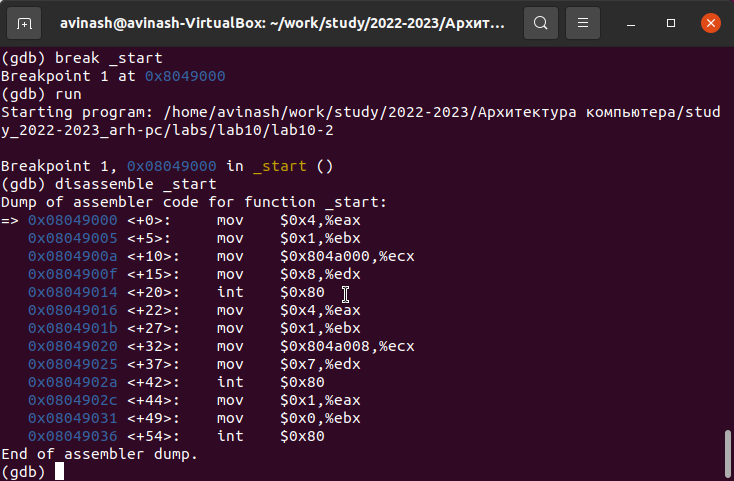 avinash@avinash-VirtualBox: ~/work/study/2022-2023/Архит...
(gdb) break _start
Breakpoint 1 at 0x8049000
(gdb) run
Starting program: /home/avinash/work/study/2022-2023/Архитектура компьютера/stud
y_2022-2023_arh-pc/labs/lab10/lab10-2
Breakpoint 1, 0x08049000 in _start ()
(gdb) disassemble _start
Dump of assembler code for function _start:
=> 0x08049000 <+0>:     mov    $0x4,%eax
   0x08049005 <+5>:     mov    $0x1,%ebx
   0x0804900a <+10>:    mov    $0x804a000,%ecx
   0x0804900f <+15>:    mov    $0x8,%edx
   0x08049014 <+20>:    int    $0x80
   0x08049016 <+22>:    mov    $0x4,%eax
   0x0804901b <+27>:    mov    $0x1,%ebx
   0x08049020 <+32>:    mov    $0x804a008,%ecx
   0x08049025 <+37>:    mov    $0x7,%edx
   0x0804902a <+42>:    int    $0x80
   0x0804902c <+44>:    mov    $0x1,%eax
   0x08049031 <+49>:    mov    $0x0,%ebx
   0x08049036 <+54>:    int    $0x80
End of assembler dump.
(gdb)